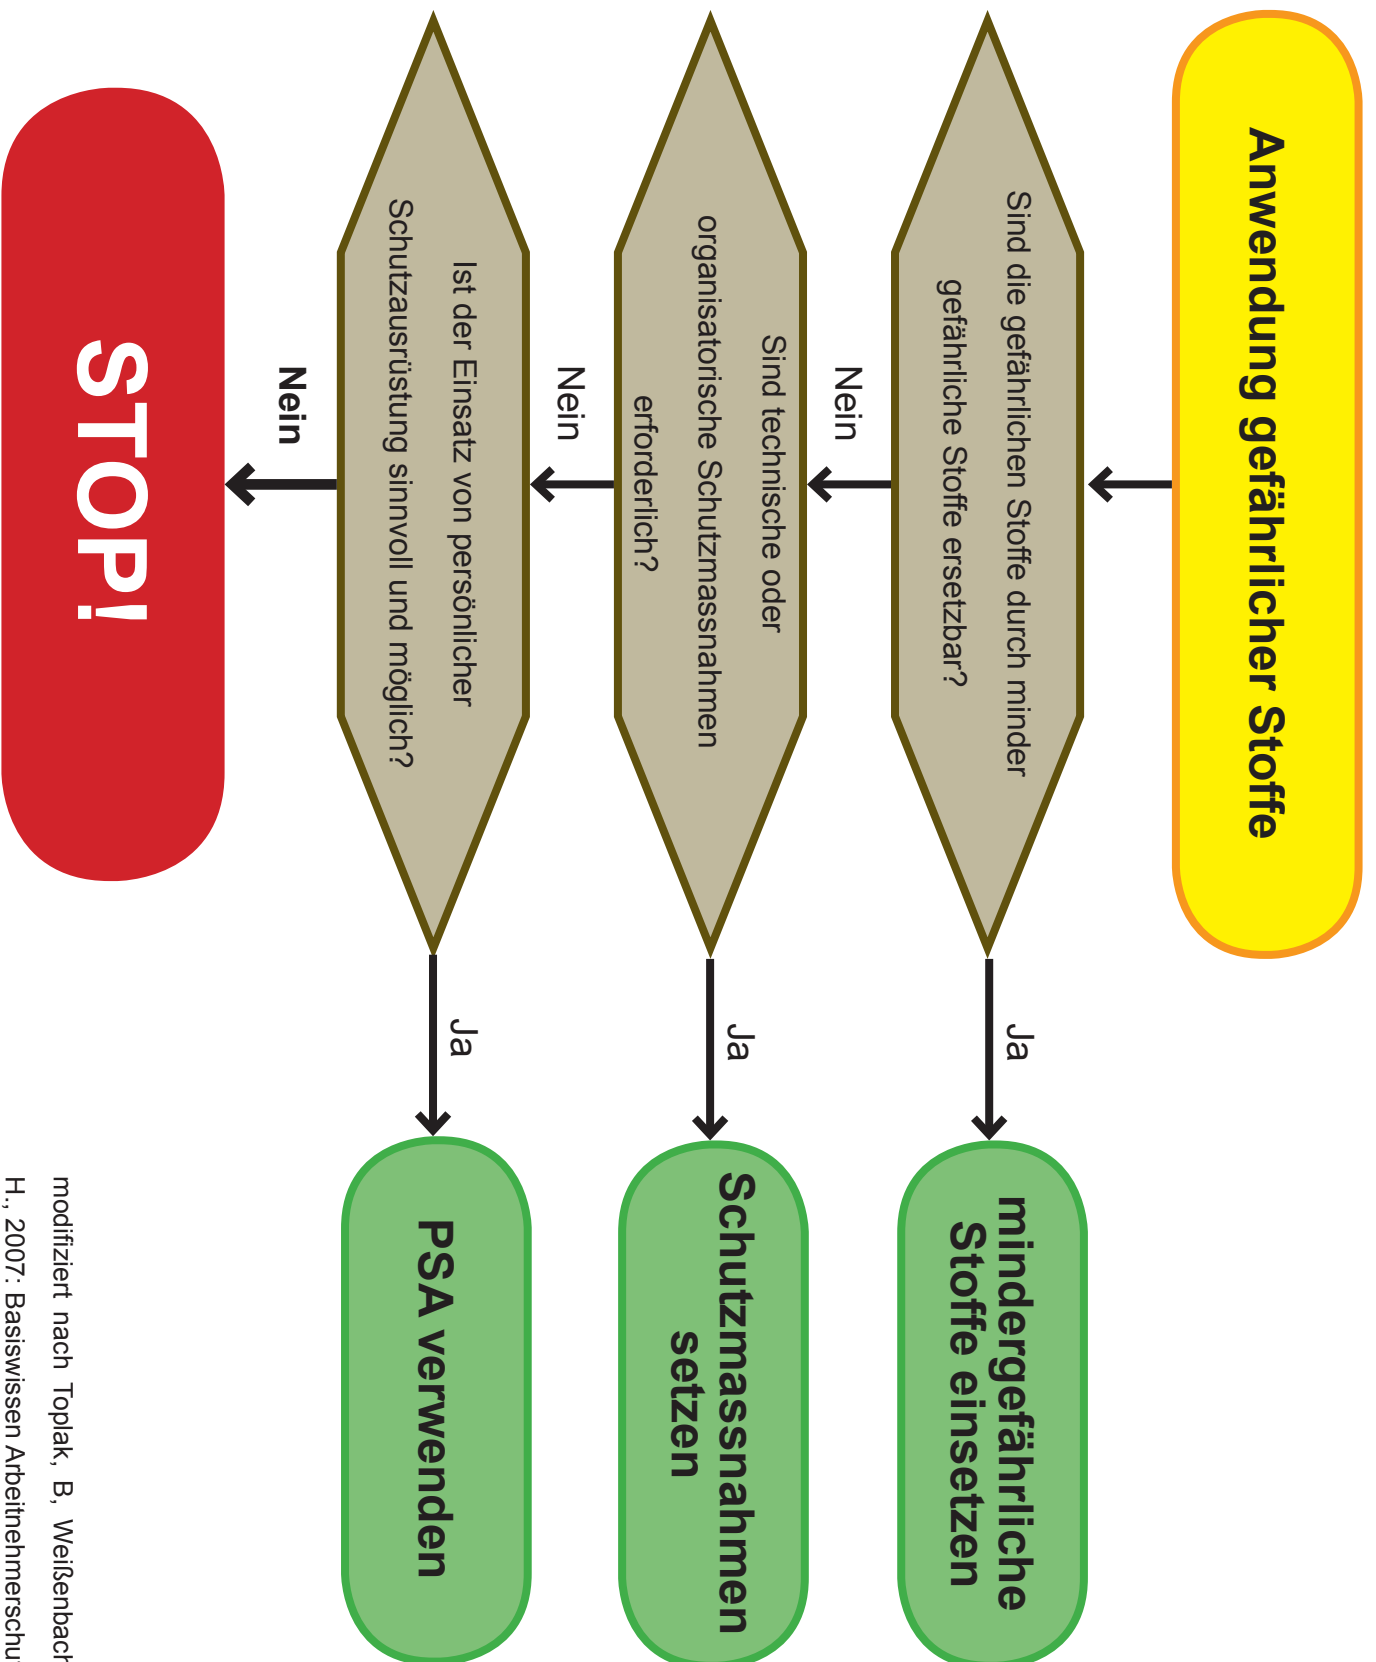 Anwendung gefährlicher Stoffe
Sind die gefährlichen Stoffe durch minder
gefährliche Stoffe ersetzbar?
Ja
mindergefährliche
Stoffe einsetzen
Nein
Sind technische oder
organisatorische Schutzmassnahmen
erforderlich?
Ja
Schutzmassnahmen
setzen
Nein
Ist der Einsatz von persönlicher
Schutzausrüstung sinnvoll und möglich?
Ja
PSA verwenden
Nein
STOP!
modifiziert nach Toplak, B, Weißenbach
H., 2007: Basiswissen Arbeitnehmerschu